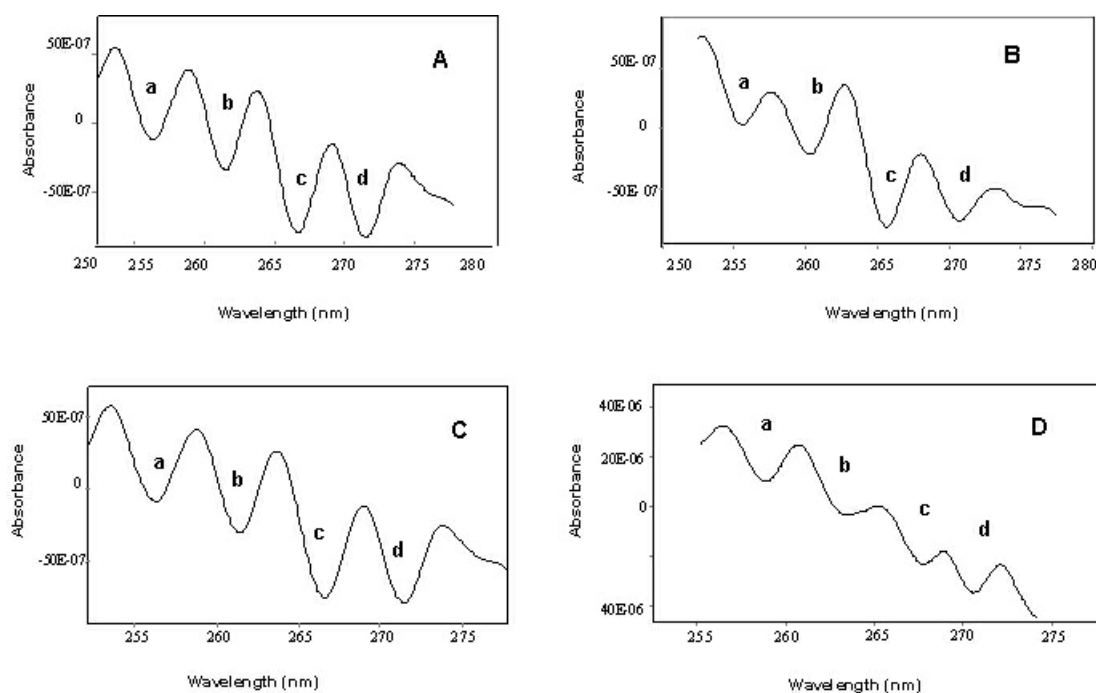 A
50E-07
0
-50E-07
a
b
c
d
Absorbance
250 255 260 265 270 275 280
Wavelength (nm)
B
50E-07
0
-50E-07
a
b
c
d
Absorbance
250 255 260 265 270 275 280
Wavelength (nm)
C
50E-07
0
-50E-07
a
b
c
d
Absorbance
255 260 265 270 275
Wavelength (nm)
D
40E-06
20E-06
0
40E-06
a
b
c
d
Absorbance
255 260 265 270 275
Wavelength (nm)